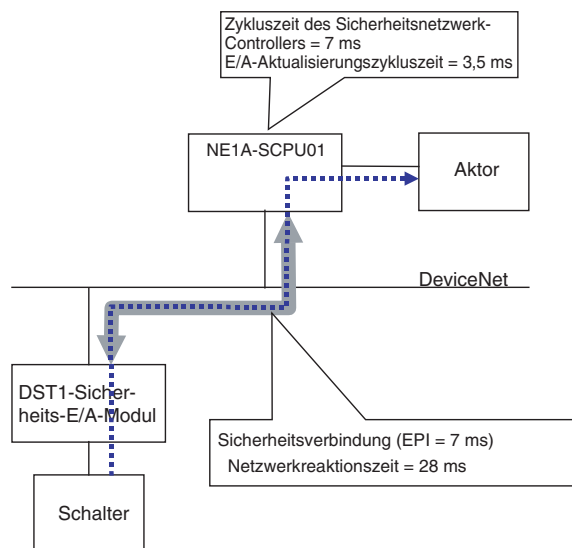 Zykluszeit des Sicherheitsnetzwerk-
Controllers = 7 ms
E/A-Aktualisierungszykluszeit = 3,5 ms
NE1A-SCPU01
Aktor
DeviceNet
DST1-Sicher-
heits-E/A-Modul
Sicherheitsverbindung (EPI = 7 ms)
Netzwerkreaktionszeit = 28 ms
Schalter